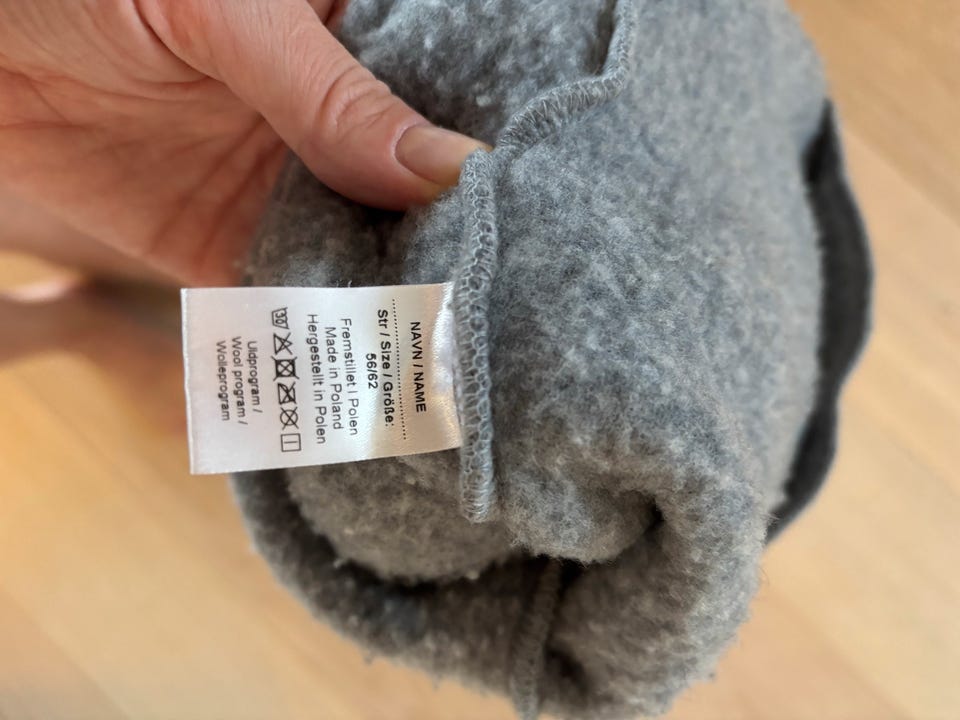 NAVN / NAME
Str / Size / Größe:
56/62
Fremstillet i Polen
Made in Poland
Hergestellt in Polen
30
Uldprogram /
Wool program /
Wolleprogram